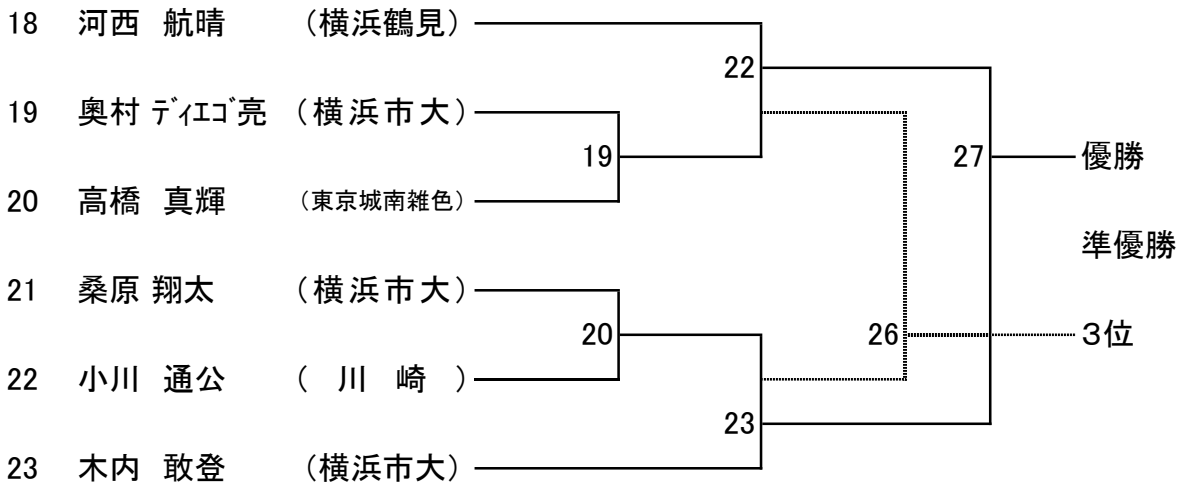 18 河西 航晴 （横浜鶴見）
22
19 奥村 ﾃﾞｨｴｺﾞ亮 （横浜市大）
19 27 優勝
20 高橋 真輝 （東京城南雑色）
準優勝
21 桑原 翔太 （横浜市大）
20 26 3位
22 小川 通公 （ 川 崎 ）
23
23 木内 敢登 （横浜市大）